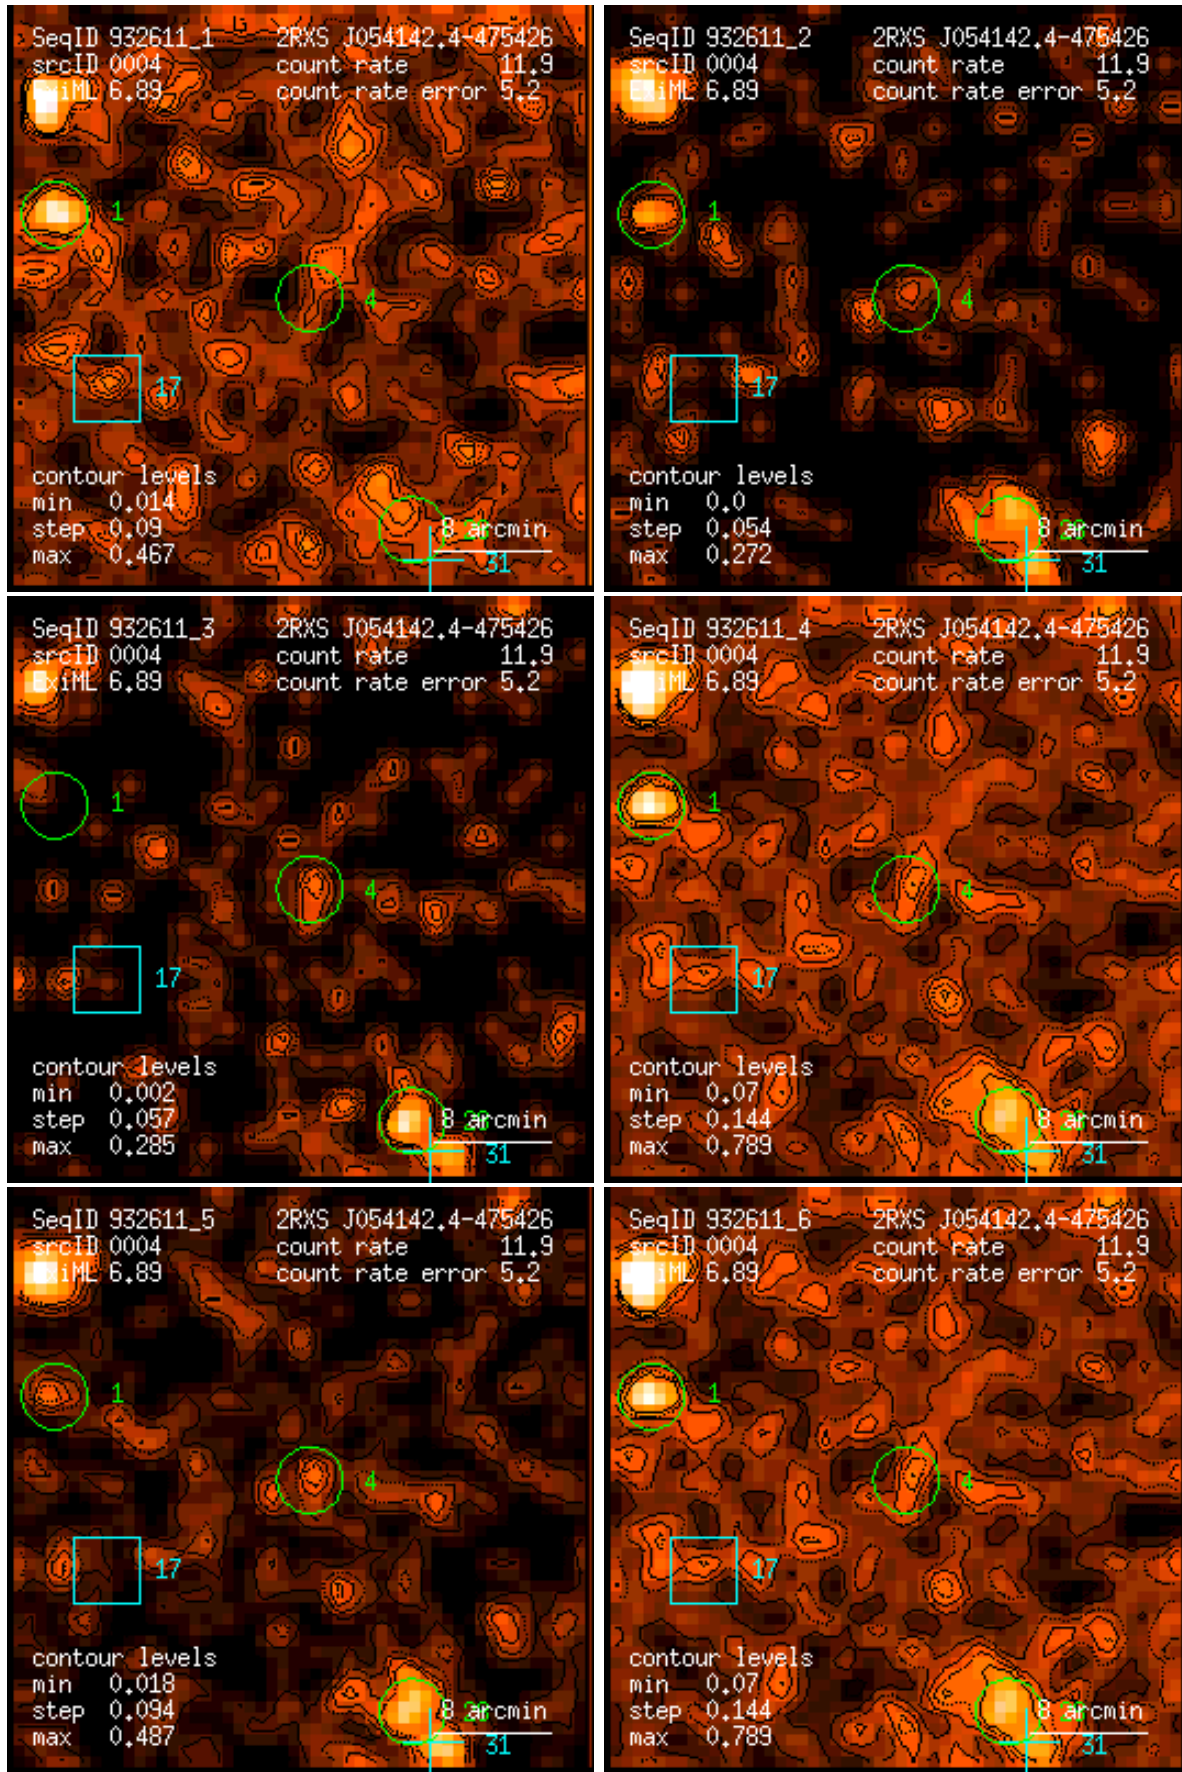 SeqID 932611_1 2RXS J054142.4-475426
srcID 0004 count rate 11.9
ExiML 6.89 count rate error 5.2
1
4
17
contour levels
min 0.014
step 0.09
max 0.467
8 arcmin
31
SeqID 932611_2 2RXS J054142.4-475426
srcID 0004 count rate 11.9
ExiML 6.89 count rate error 5.2
1
4
17
contour levels
min 0.0
step 0.054
max 0.272
8 arcmin
31
SeqID 932611_3 2RXS J054142.4-475426
srcID 0004 count rate 11.9
ExiML 6.89 count rate error 5.2
1
4
17
contour levels
min 0.002
step 0.057
max 0.285
8 arcmin
31
SeqID 932611_4 2RXS J054142.4-475426
srcID 0004 count rate 11.9
ExiML 6.89 count rate error 5.2
1
4
17
contour levels
min 0.07
step 0.144
max 0.789
8 arcmin
31
SeqID 932611_5 2RXS J054142.4-475426
srcID 0004 count rate 11.9
ExiML 6.89 count rate error 5.2
1
4
17
contour levels
min 0.018
step 0.094
max 0.487
8 arcmin
31
SeqID 932611_6 2RXS J054142.4-475426
srcID 0004 count rate 11.9
ExiML 6.89 count rate error 5.2
1
4
17
contour levels
min 0.07
step 0.144
max 0.789
8 arcmin
31